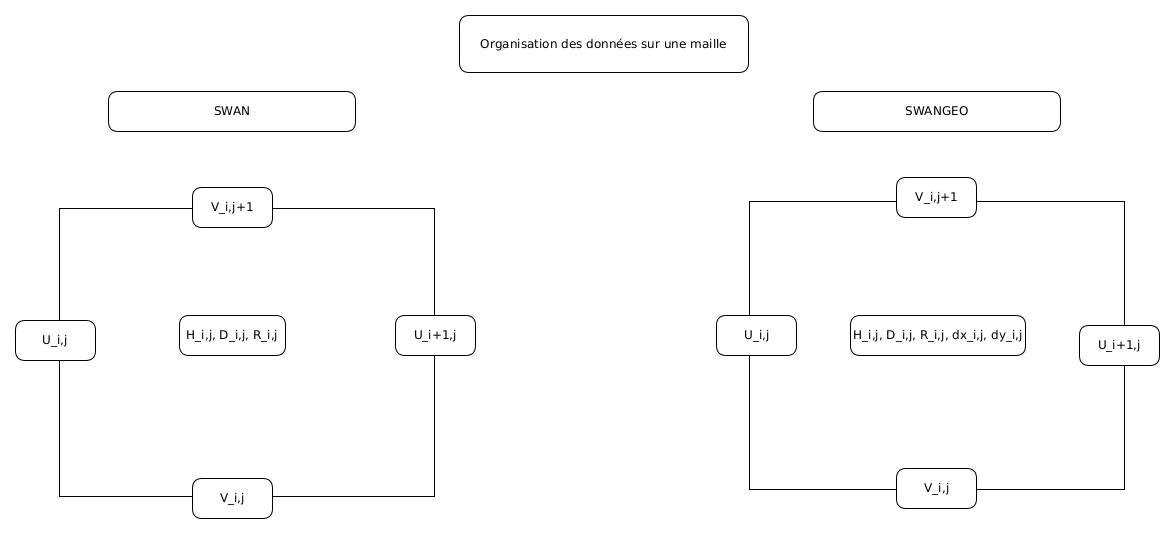 Organisation des données sur une maille
SWAN
SWANGEO
V_i,j+1
U_i,j
H_i,j, D_i,j, R_i,j
U_i+1,j
V_i,j
V_i,j+1
U_i,j
H_i,j, D_i,j, R_i,j, dx_i,j, dy_i,j
U_i+1,j
V_i,j